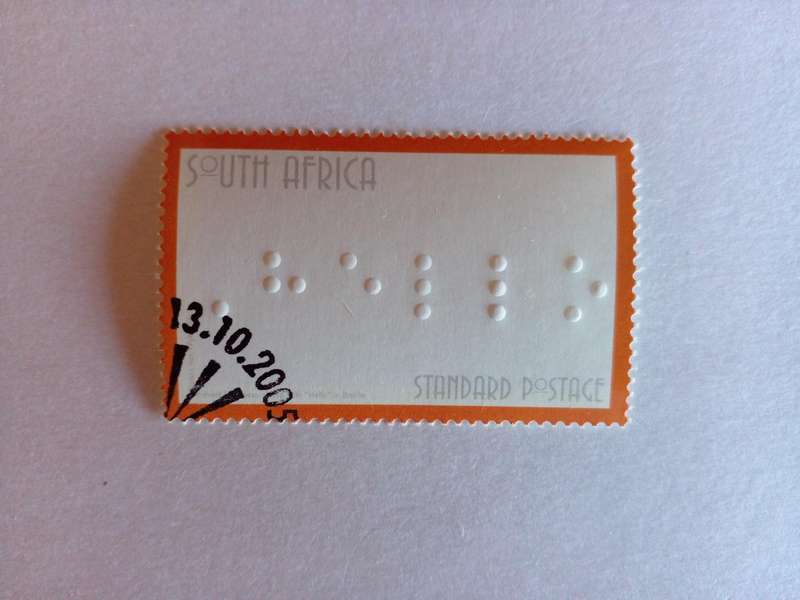 SOUTH AFRICA
⠠⠓⠑⠇⠇⠕
13.10.2005
STANDARD POSTAGE